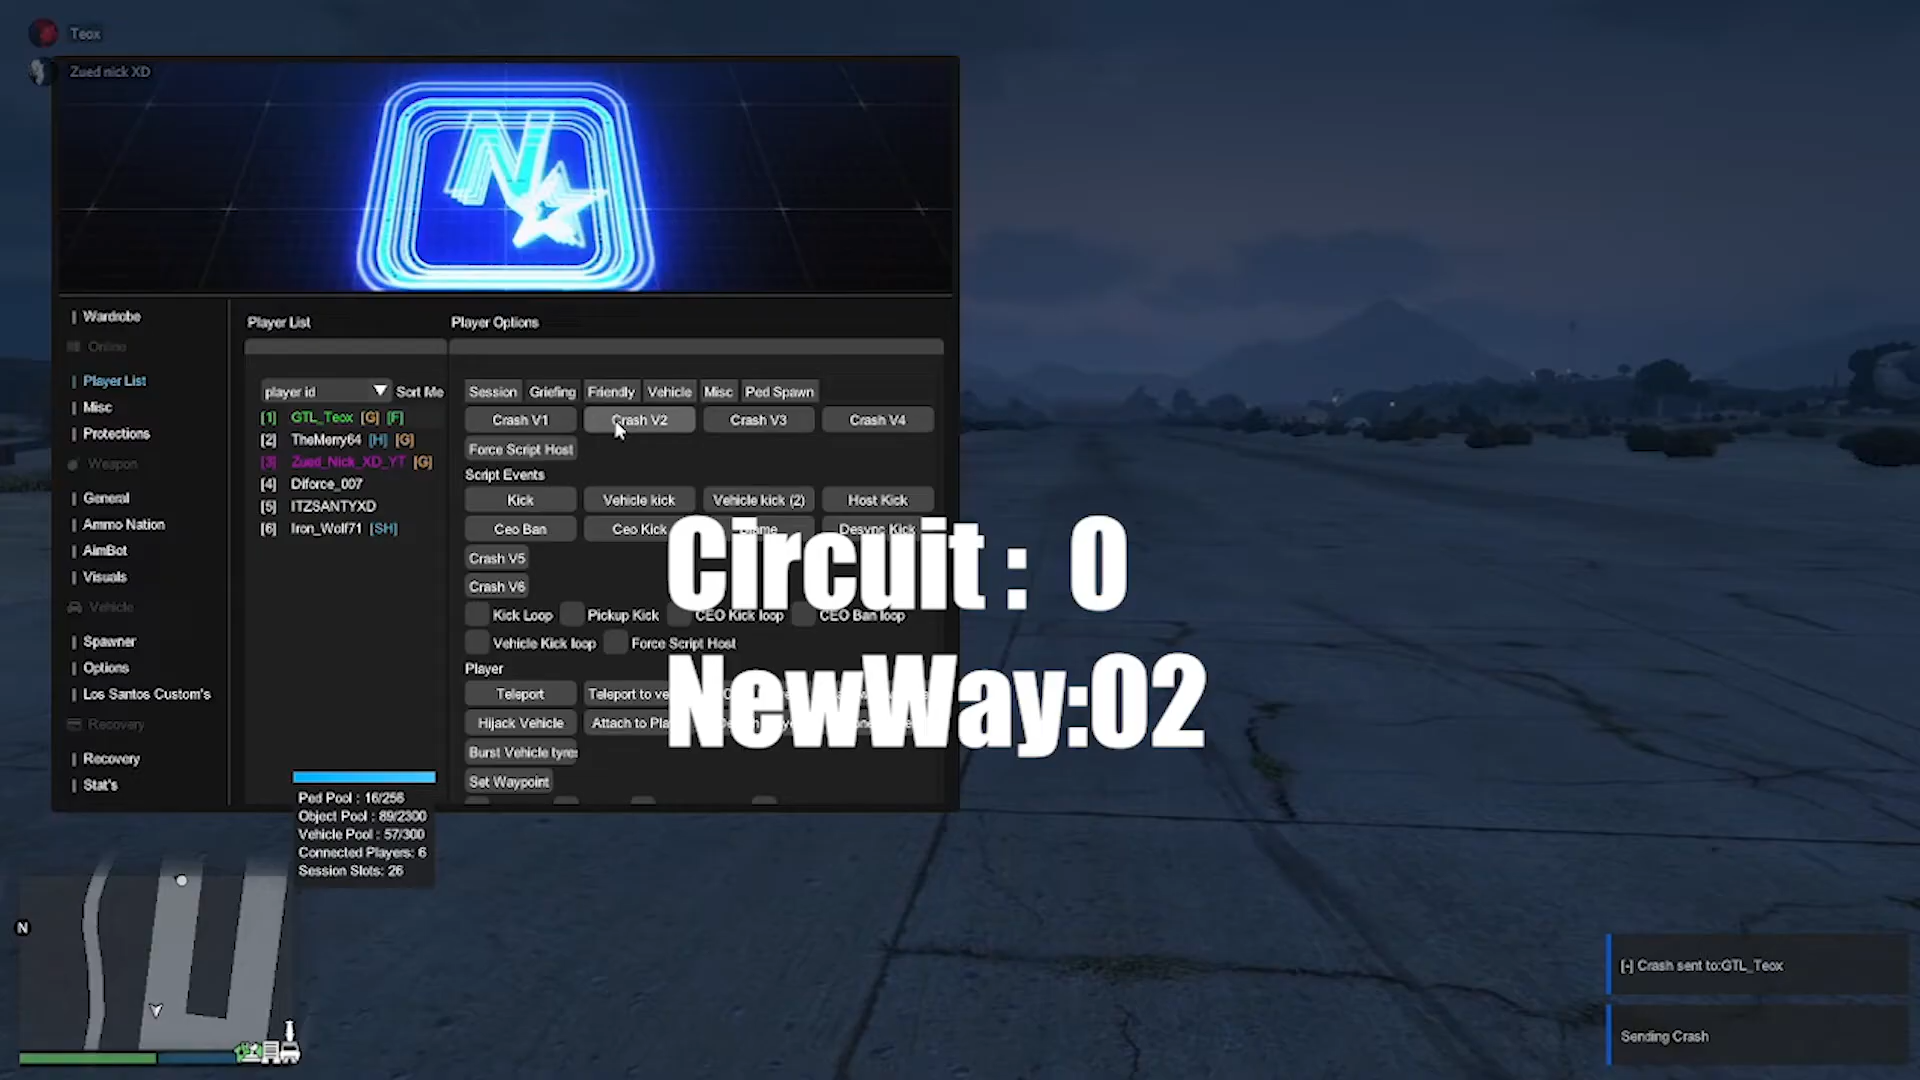 Teox
Zued nick XD
N
Wardrobe
Online
Player List
Misc
Protections
Weapon
General
Ammo Nation
AimBot
Visuals
Vehicle
Spawner
Options
Los Santos Custom's
Recovery
Recovery
Stat's
Player List
player id Sort Me
[1] GTL_Teox [G] [F]
[2] TheMerry64 [H] [G]
[3] Zued_Nick_XD_YT [G]
[4] Diforce_007
[5] ITZSANTYXD
[6] Iron_Wolf71 [SH]
Player Options
Session Griefing Friendly Vehicle Misc Ped Spawn
Crash V1 Crash V2 Crash V3 Crash V4
Force Script Host
Script Events
Kick Vehicle kick Vehicle kick (2) Host Kick
Ceo Ban Ceo Kick Desync Kick
Crash V5
Crash V6
Kick Loop Pickup Kick CEO Kick loop CEO Ban loop
Vehicle Kick loop Force Script Host
Player
Teleport Teleport to
Hijack Vehicle Attach to
Burst Vehicle tyres
Set Waypoint
Circuit : 0
NewWay:02
Ped Pool : 16/256
Object Pool : 89/2300
Vehicle Pool : 57/300
Connected Players: 6
Session Slots: 26
N
[-] Crash sent to:GTL_Teox
Sending Crash